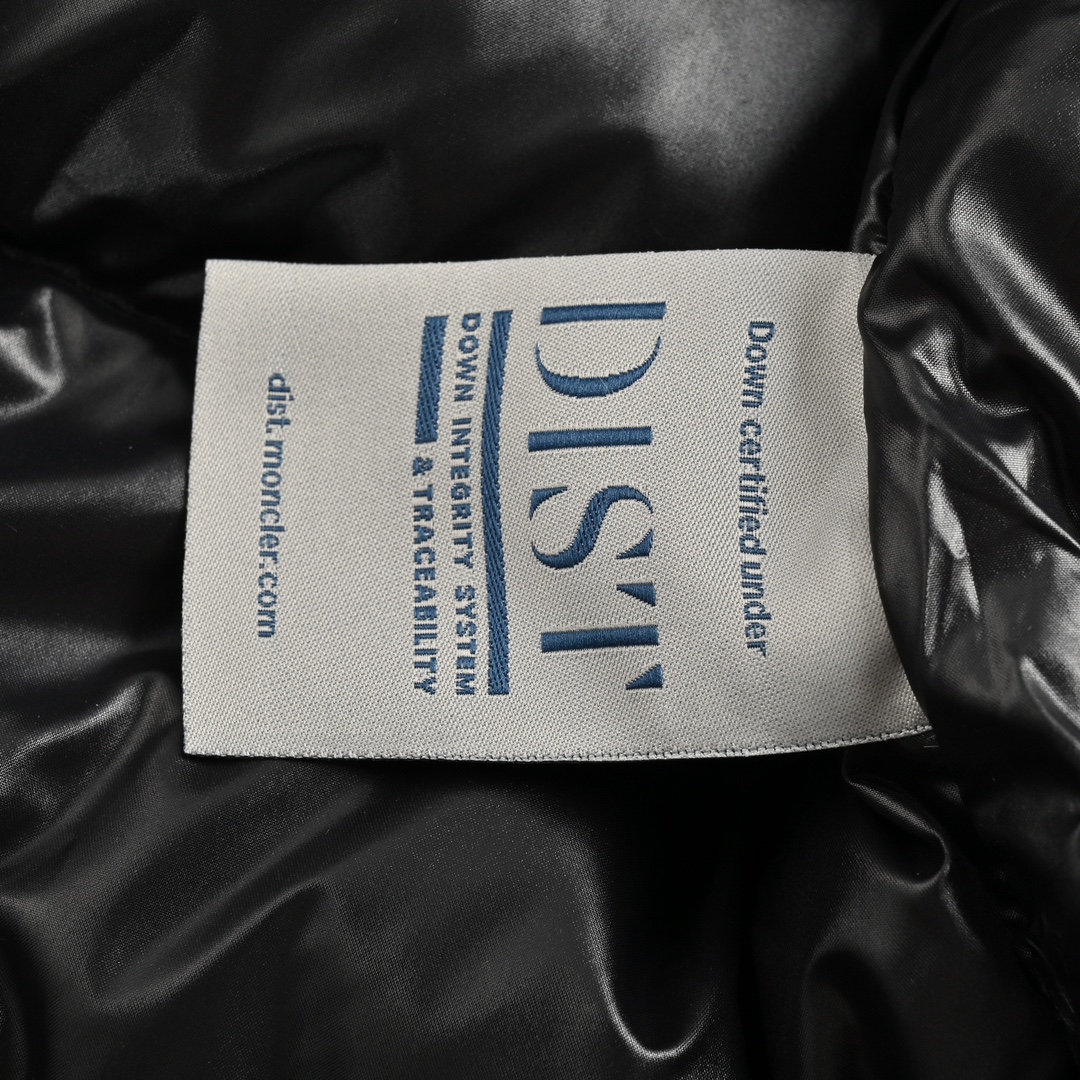 Down certified under
DIST
DOWN INTEGRITY SYSTEM
& TRACEABILITY
dist.moncler.com